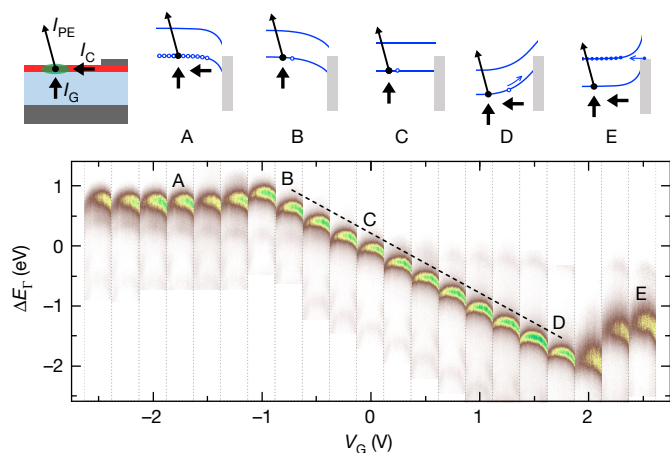 I_PE
I_C
I_G
A B C D E
A
B
C
D
E
ΔE_Γ (eV)
1
0
−1
−2
−2 −1 0 1 2
V_G (V)